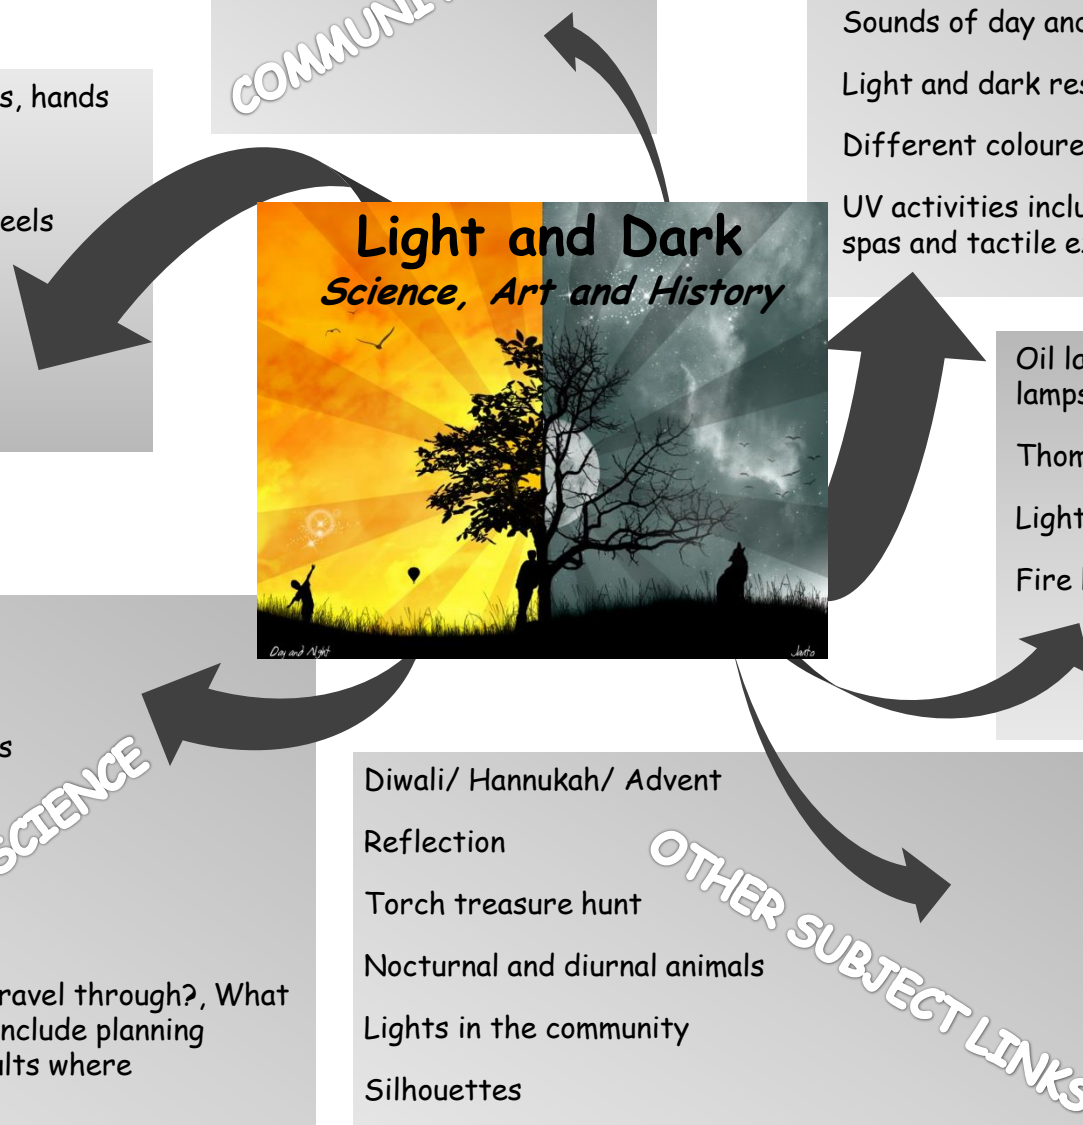 COMMUNI
Sounds of day and
Light and dark res
Different coloure
UV activities inclu
spas and tactile e
s, hands
eels
Light and Dark
Science, Art and History
Day and Night
Oil la
lamps
Thom
Light
Fire
s
SCIENCE
ravel through?, What
nclude planning
ults where
Diwali/ Hannukah/ Advent
Reflection
Torch treasure hunt
Nocturnal and diurnal animals
Lights in the community
Silhouettes
OTHER SUBJECT LINKS